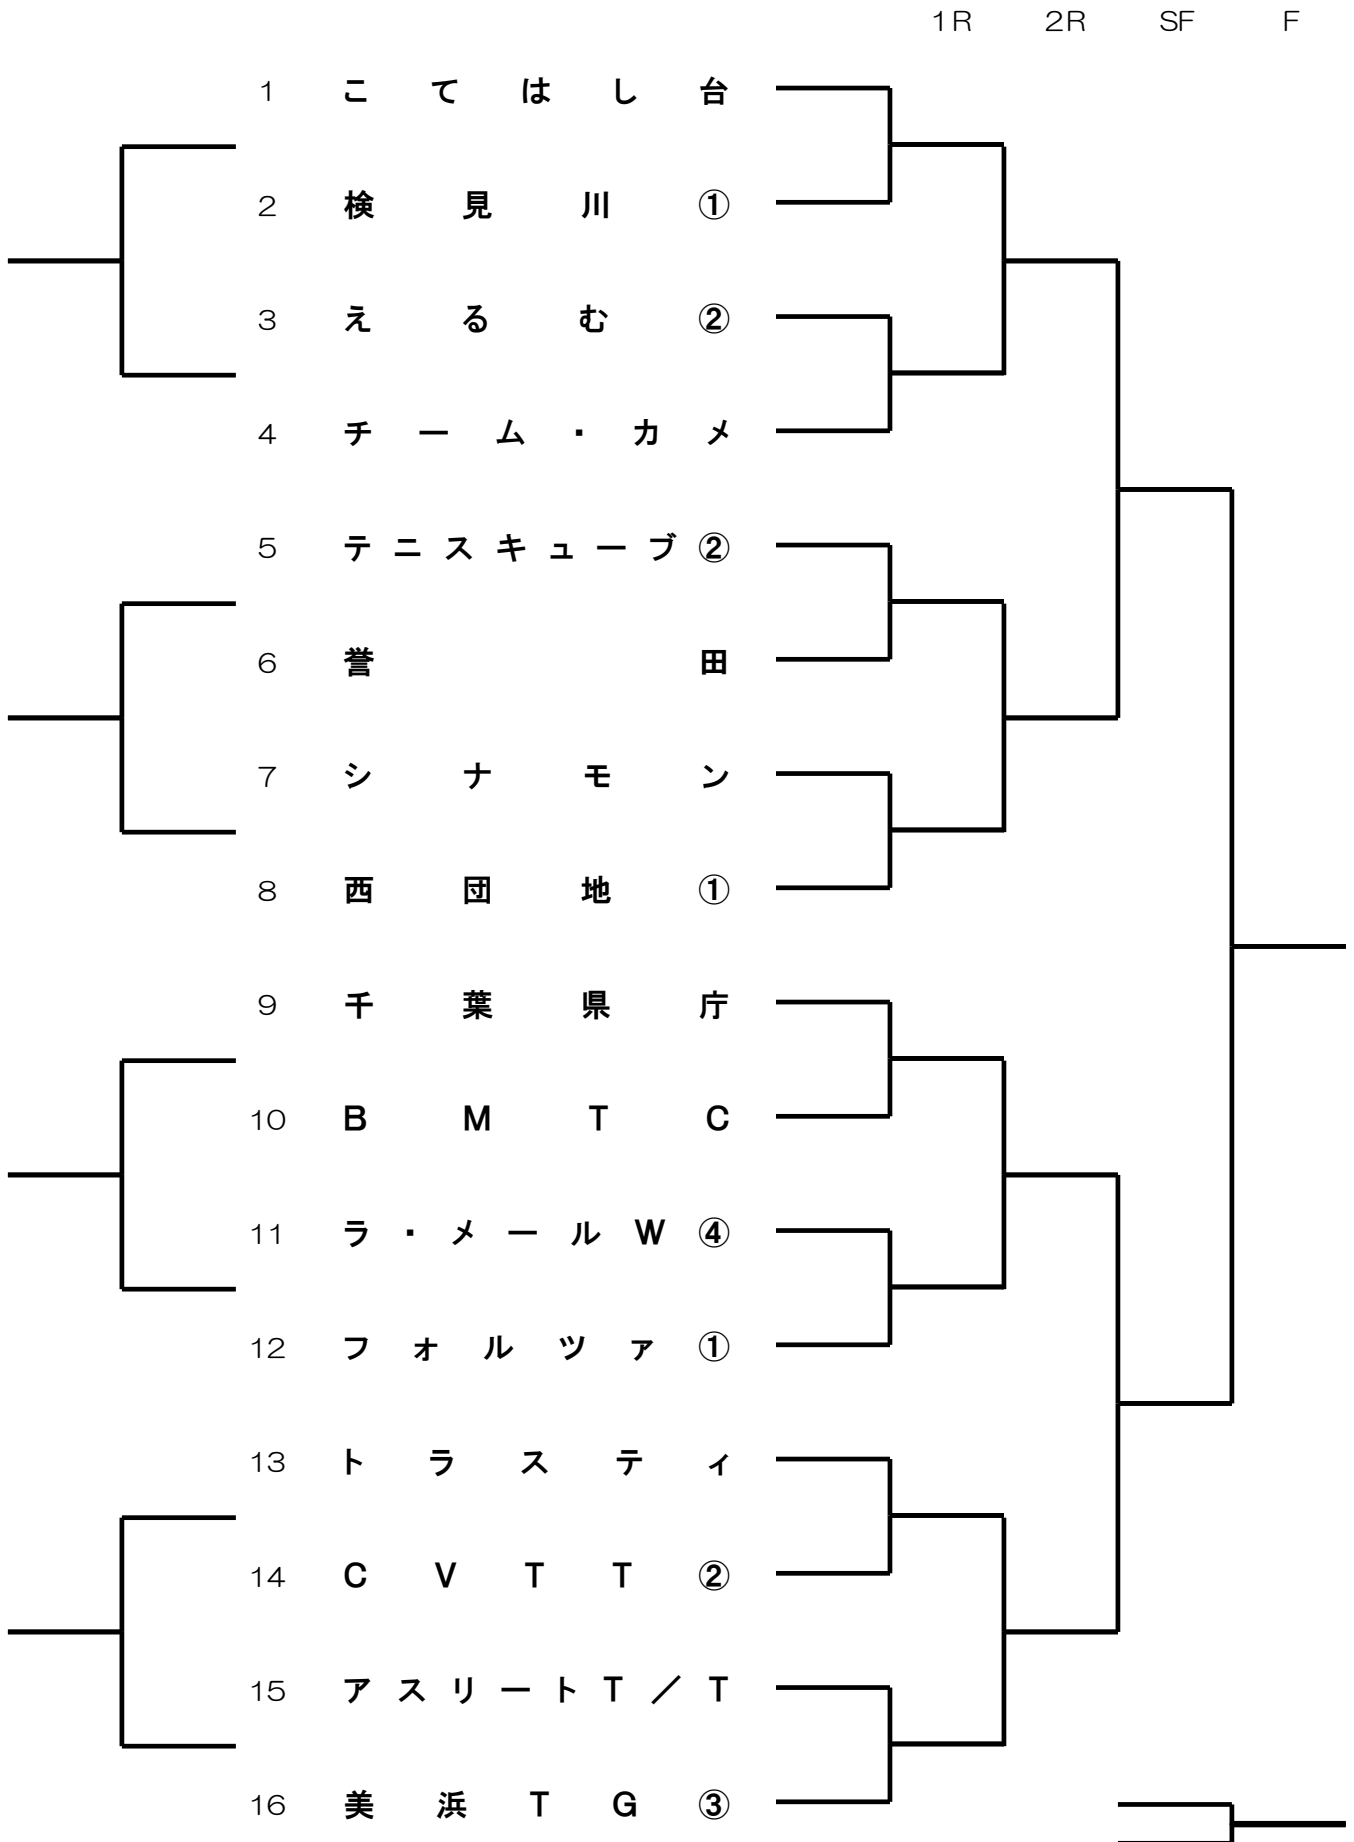 1R 2R SF F
1 こてはし台
2 検見川①
3 えるむ②
4 チーム・カメ
5 テニスキューブ②
6 誉田
7 シナモン
8 西団地①
9 千葉県庁
10 BMTC
11 ラ・メールW④
12 フォルツァ①
13 トラスティ
14 CVTT②
15 アスリートT／T
16 美浜TG③